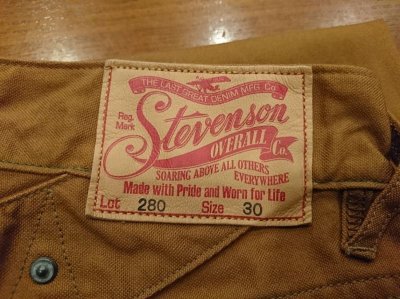 THE LAST GREAT DENIM MFG Co.
Reg.
Mark
Stevenson
OVERALL Co.
SOARING ABOVE ALL OTHERS
EVERYWHERE
Made with Pride and Worn for Life
Lot 280 Size 30